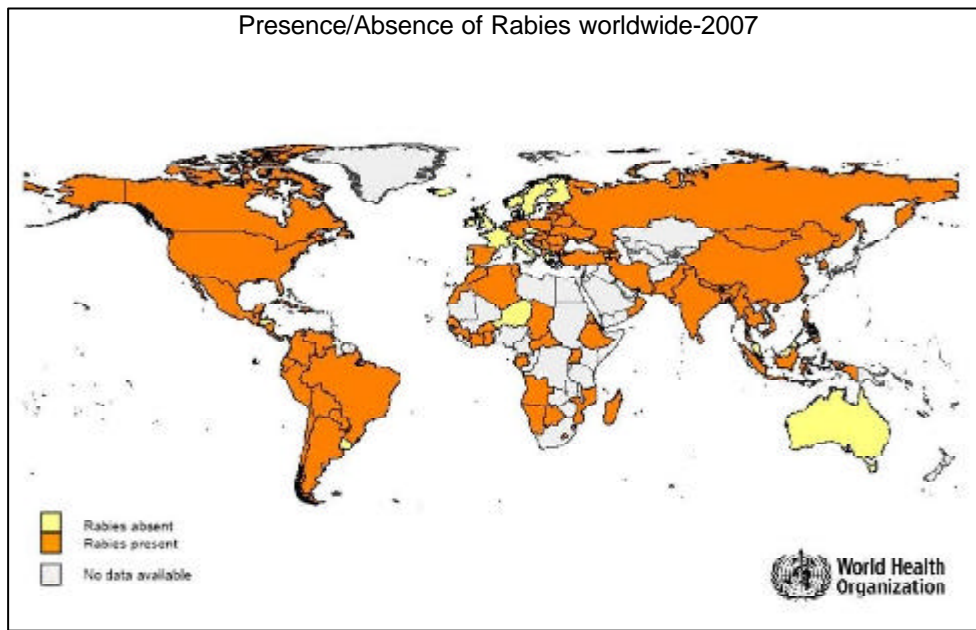 Presence/Absence of Rabies worldwide-2007
Rabies absent
Rabies present
No data available
World Health
Organization